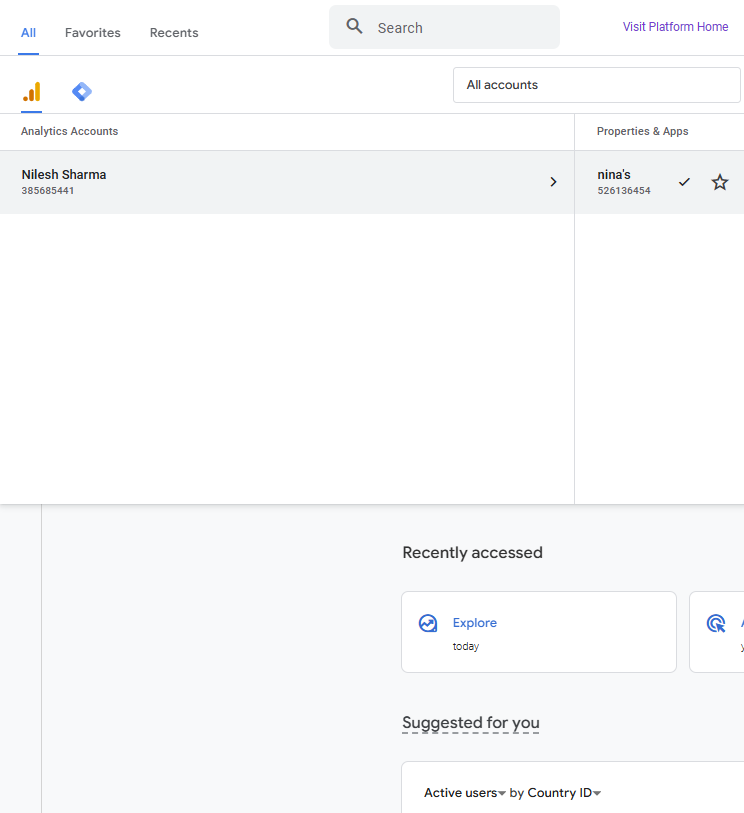 All Favorites Recents Search Visit Platform Home
All accounts
Analytics Accounts Properties & Apps
Nilesh Sharma nina's
385685441 526136454
Recently accessed
Explore
today
Suggested for you
Active users by Country ID